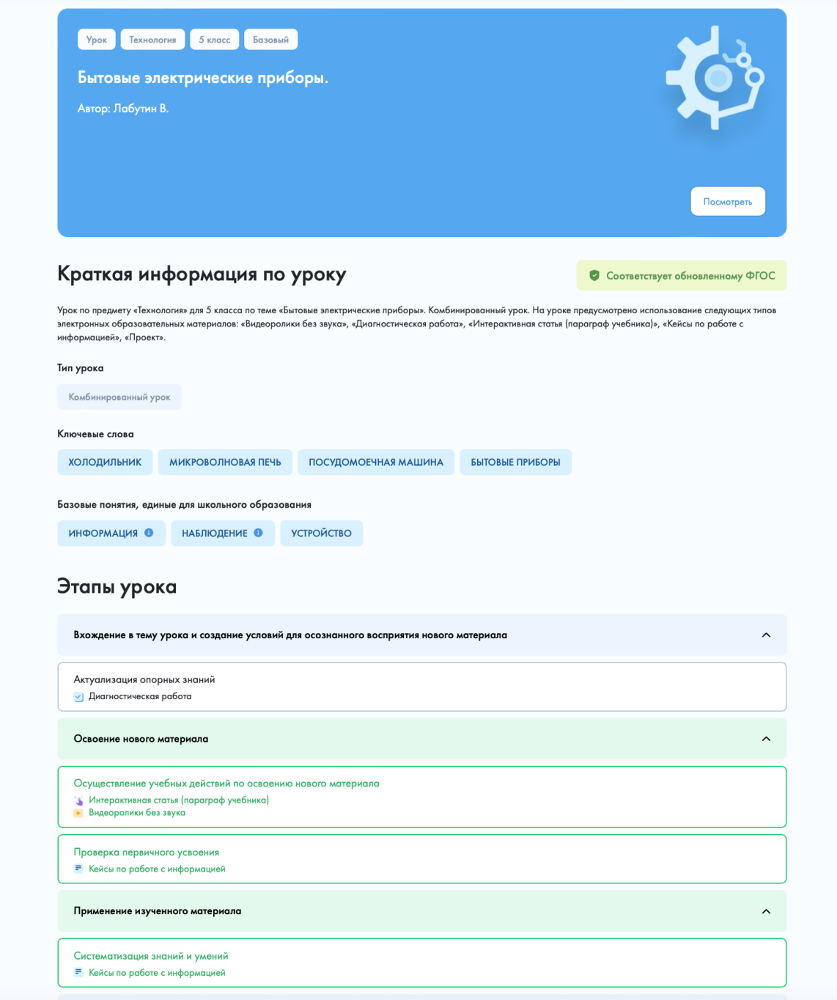 Урок
Технология
5 класс
Базовый
Бытовые электрические приборы.
Автор: Лабутин В.
Посмотреть
Краткая информация по уроку
Соответствует обновленному ФГОС
Урок по предмету «Технология» для 5 класса по теме «Бытовые электрические приборы». Комбинированный урок. На уроке предусмотрено использование следующих типов
электронных образовательных материалов: «Видеоролики без звука», «Диагностическая работа», «Интерактивная статья (параграф учебника)», «Кейсы по работе с
информацией», «Проект».
Тип урока
Комбинированный урок
Ключевые слова
ХОЛОДИЛЬНИК
МИКРОВОЛНОВАЯ ПЕЧЬ
ПОСУДОМОЕЧНАЯ МАШИНА
БЫТОВЫЕ ПРИБОРЫ
Базовые понятия, единые для школьного образования
ИНФОРМАЦИЯ
НАБЛЮДЕНИЕ
УСТРОЙСТВО
Этапы урока
Вхождение в тему урока и создание условий для осознанного восприятия нового материала
Актуализация опорных знаний
Диагностическая работа
Освоение нового материала
Осуществление учебных действий по освоению нового материала
Интерактивная статья (параграф учебника)
Видеоролики без звука
Проверка первичного усвоения
Кейсы по работе с информацией
Применение изученного материала
Систематизация знаний и умений
Кейсы по работе с информацией